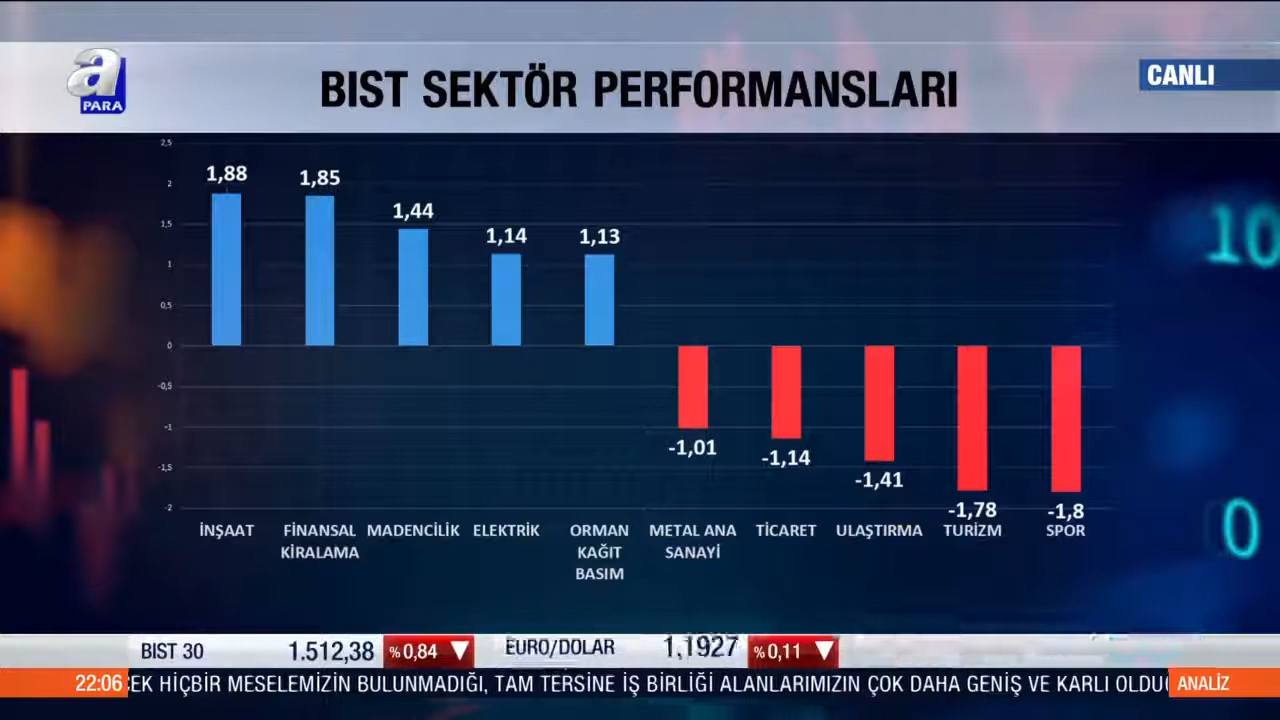 a
PARA
BIST SEKTÖR PERFORMANSLARI
CANLI
2,5
2
1,5
1
0,5
0
-0,5
-1
-1,5
-2
1,88
1,85
1,44
1,14
1,13
-1,01
-1,14
-1,41
-1,78
-1,8
İNŞAAT
FİNANSAL
KİRALAMA
MADENCİLİK
ELEKTRİK
ORMAN
KAĞIT
BASIM
METAL ANA
SANAYİ
TİCARET
ULAŞTIRMA
TURİZM
SPOR
10
0
BIST 30 1.512,38 %0,84 ▼ EURO/DOLAR 1,1927 %0,11 ▼
22:06 EK HİÇBİR MESELEMİZİN BULUNMADIĞI, TAM TERSİNE İŞ BİRLİĞİ ALANLARIMIZIN ÇOK DAHA GENİŞ VE KARLI OLDU ANALİZ